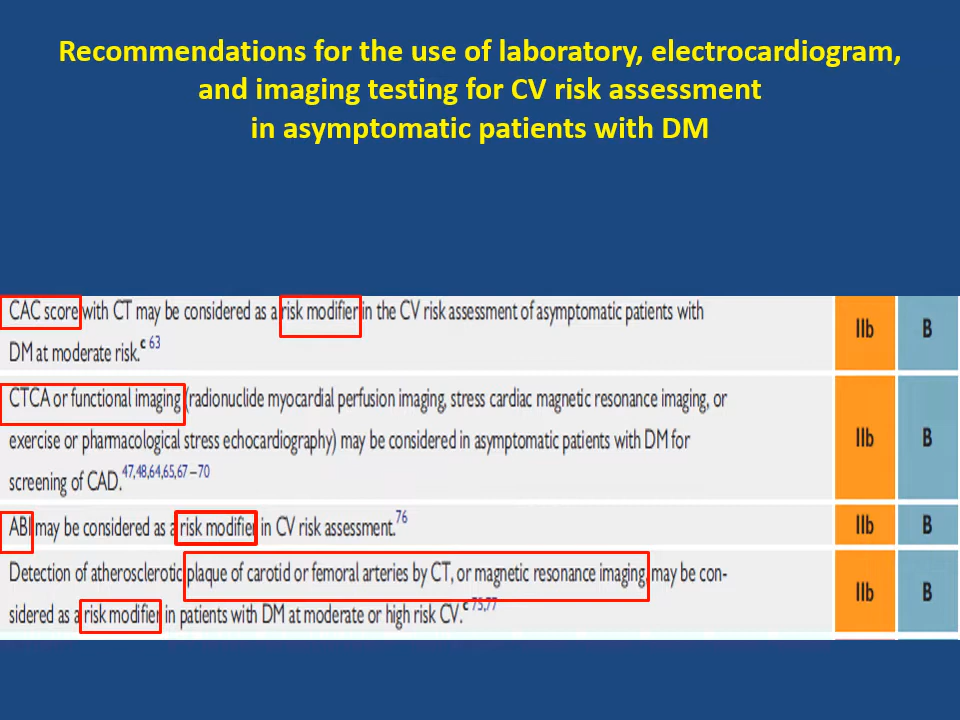 Recommendations for the use of laboratory, electrocardiogram,
and imaging testing for CV risk assessment
in asymptomatic patients with DM
CAC score with CT may be considered as a risk modifier in the CV risk assessment of asymptomatic patients with
DM at moderate risk.c 63
IIb B
CTCA or functional imaging (radionuclide myocardial perfusion imaging, stress cardiac magnetic resonance imaging, or
exercise or pharmacological stress echocardiography) may be considered in asymptomatic patients with DM for
screening of CAD.47,48,64,65,67–70
IIb B
ABI may be considered as a risk modifier in CV risk assessment.76
IIb B
Detection of atherosclerotic plaque of carotid or femoral arteries by CT, or magnetic resonance imaging, may be con-
sidered as a risk modifier in patients with DM at moderate or high risk CV.c 75,77
IIb B